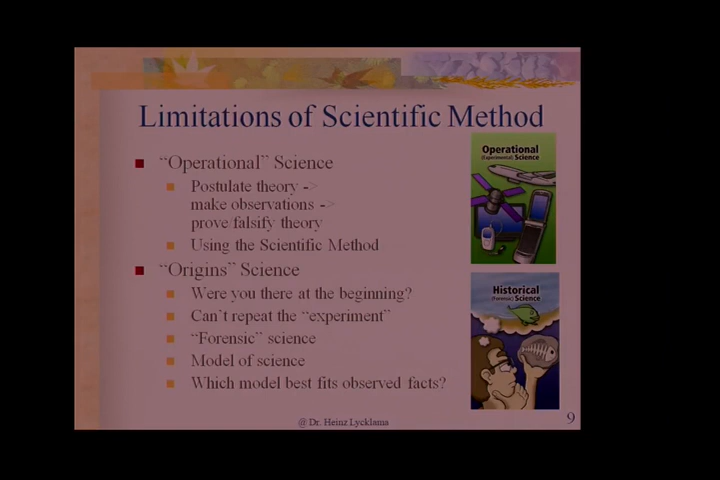 Limitations of Scientific Method
“Operational” Science
Postulate theory ->
make observations ->
prove/falsify theory
Using the Scientific Method
“Origins” Science
Were you there at the beginning?
Can’t repeat the “experiment”
“Forensic” science
Model of science
Which model best fits observed facts?
Operational
(Experimental) Science
Historical
(Forensic) Science
@ Dr. Heinz Lycklama
9